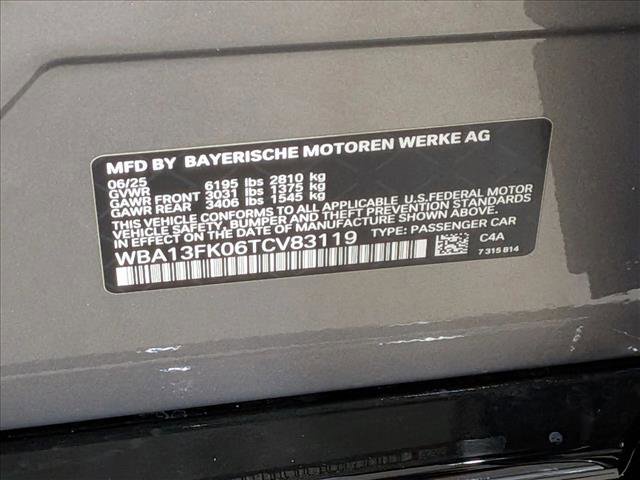 MFD BY BAYERISCHE MOTOREN WERKE AG
06/25
GVWR 6195 lbs 2810 kg
GAWR FRONT 3031 lbs 1375 kg
GAWR REAR 3406 lbs 1545 kg
THIS VEHICLE CONFORMS TO ALL APPLICABLE U.S.FEDERAL MOTOR
VEHICLE SAFETY, BUMPER, AND THEFT PREVENTION STANDARDS
IN EFFECT ON THE DATE OF MANUFACTURE SHOWN ABOVE.
WBA13FK06TCV83119 TYPE: PASSENGER CAR
C4A
7 315 814